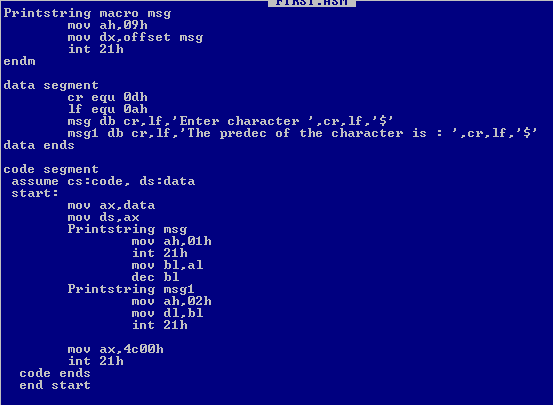 FIRST.ASM
Printstring macro msg
mov ah,09h
mov dx,offset msg
int 21h
endm
data segment
cr equ 0dh
lf equ 0ah
msg db cr,lf,'Enter character ',cr,lf,'$'
msg1 db cr,lf,'The predec of the character is : ',cr,lf,'$'
data ends
code segment
assume cs:code, ds:data
start:
mov ax,data
mov ds,ax
Printstring msg
mov ah,01h
int 21h
mov bl,al
dec bl
Printstring msg1
mov ah,02h
mov dl,bl
int 21h
mov ax,4c00h
int 21h
code ends
end start